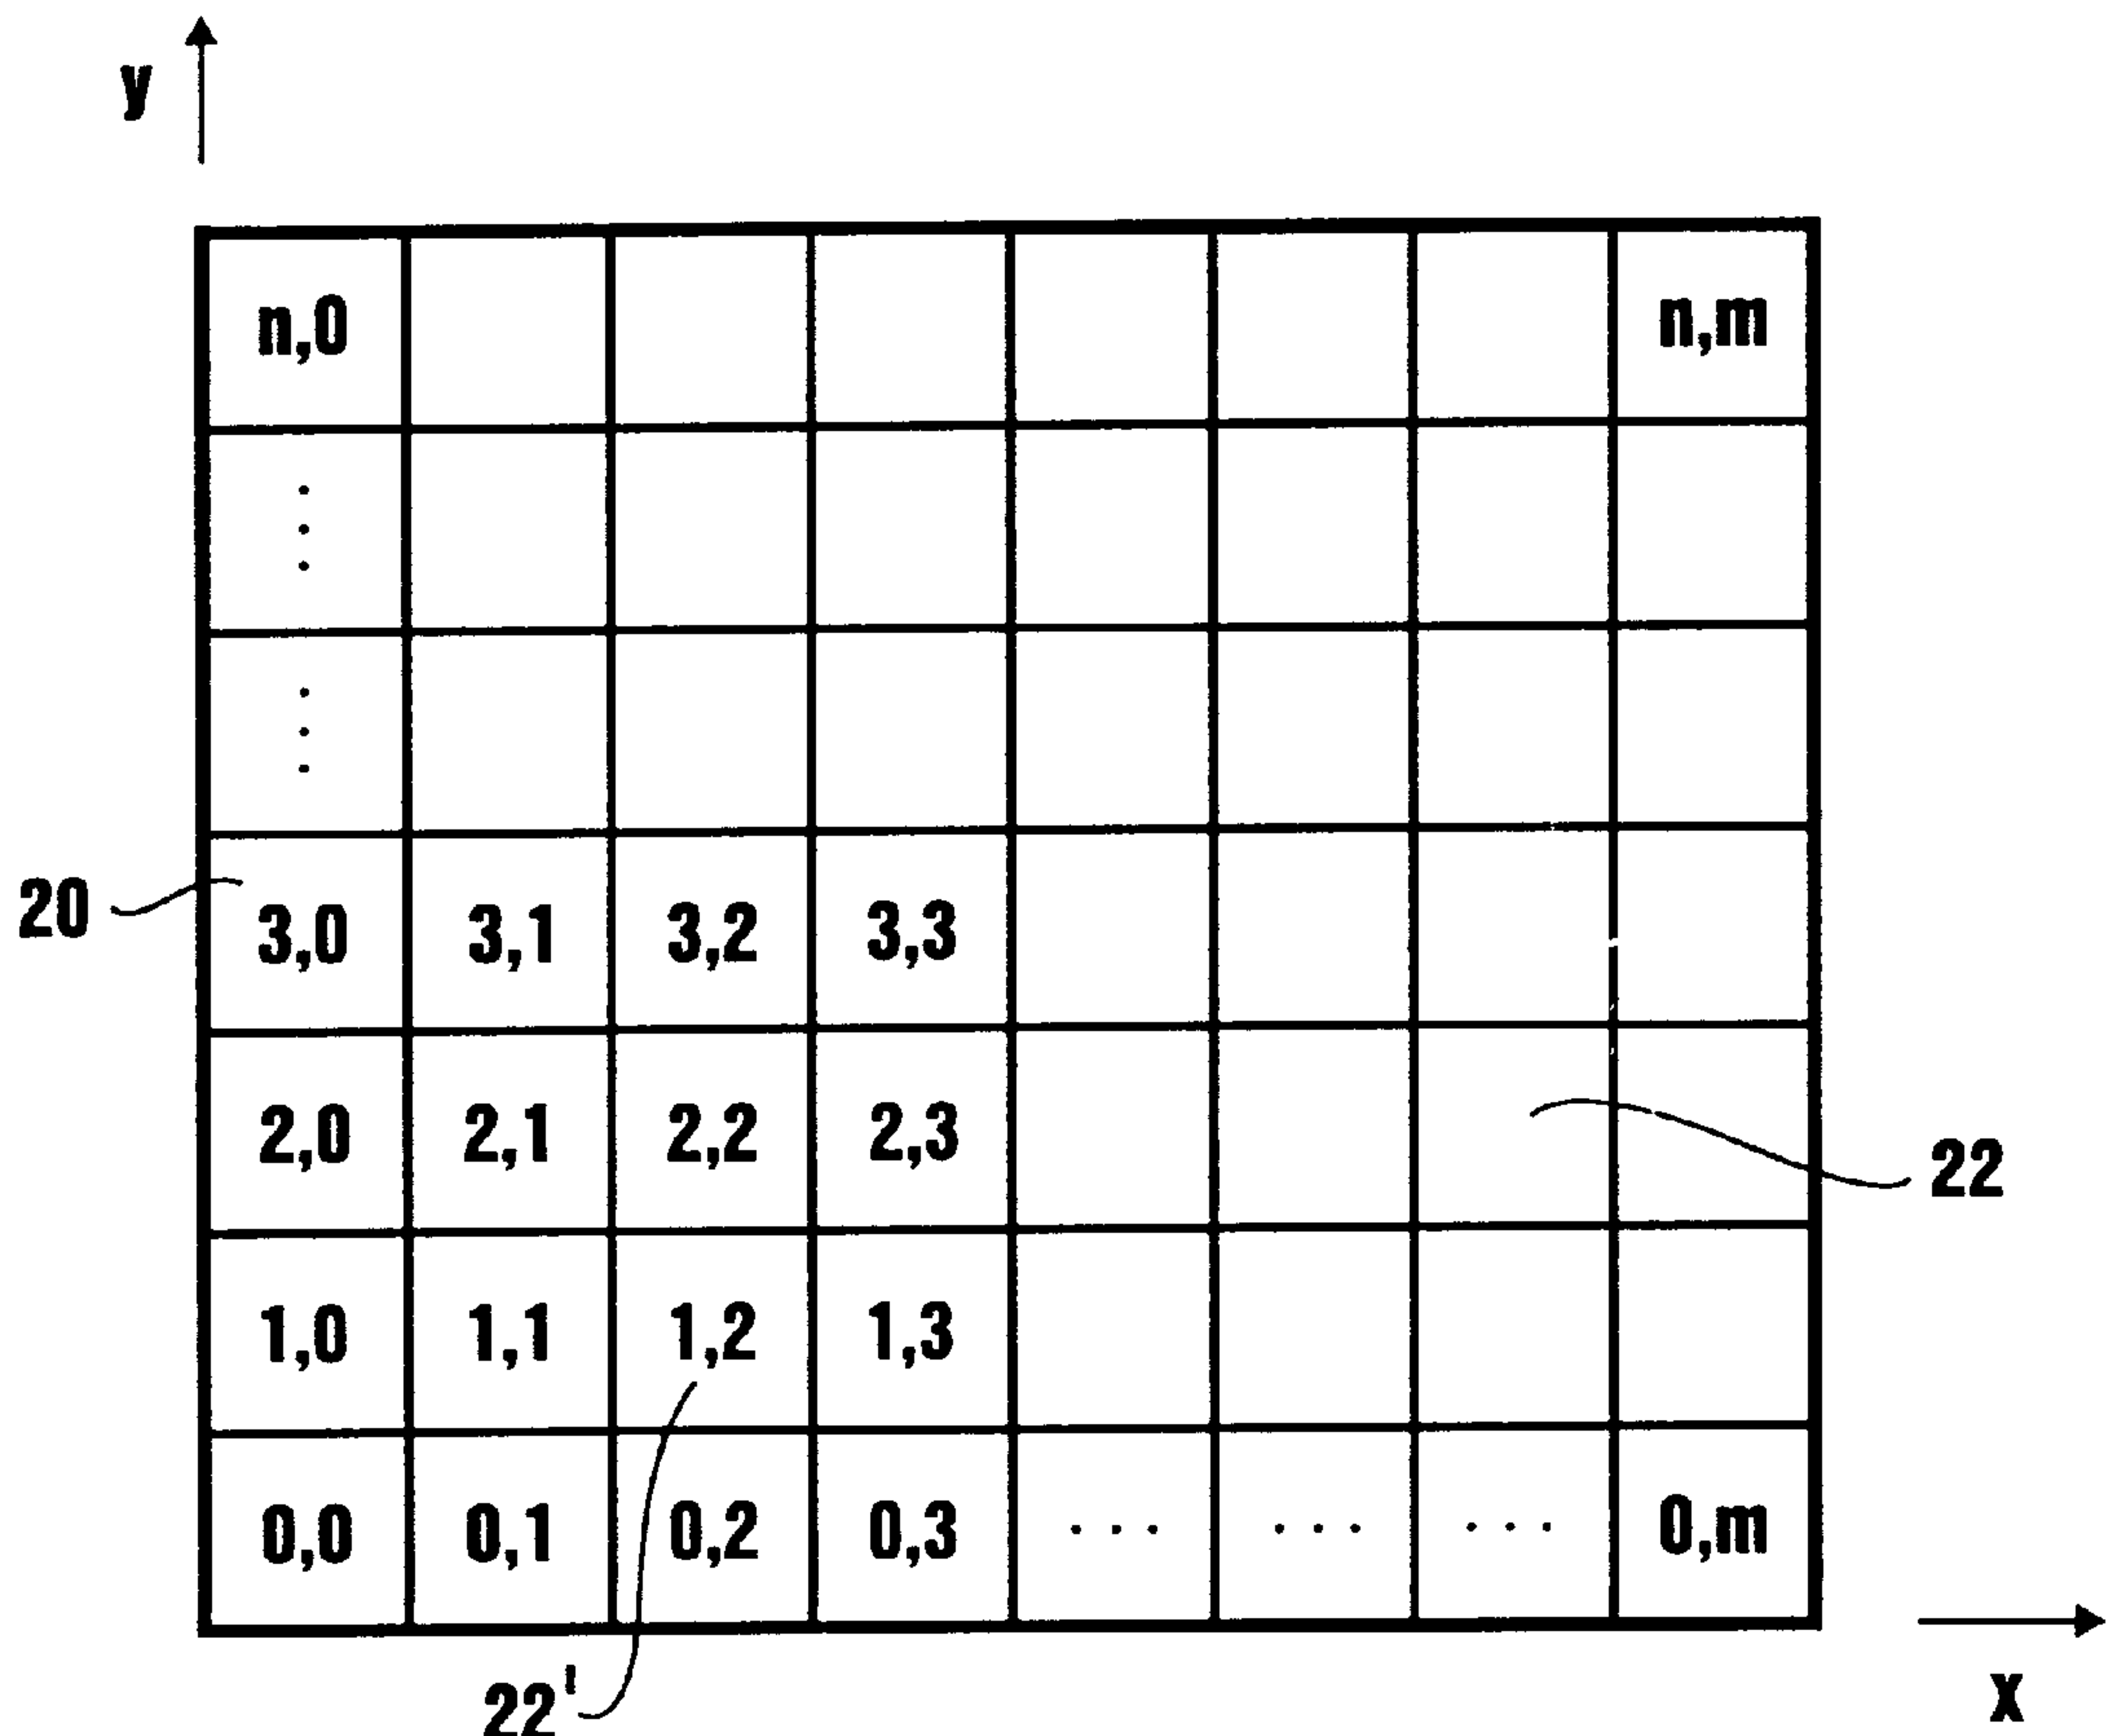 y
n,0 n,m
20
3,0 3,1 3,2 3,3
2,0 2,1 2,2 2,3
22
1,0 1,1 1,2 1,3
0,0 0,1 0,2 0,3 ... ... ... 0,m
22'
x